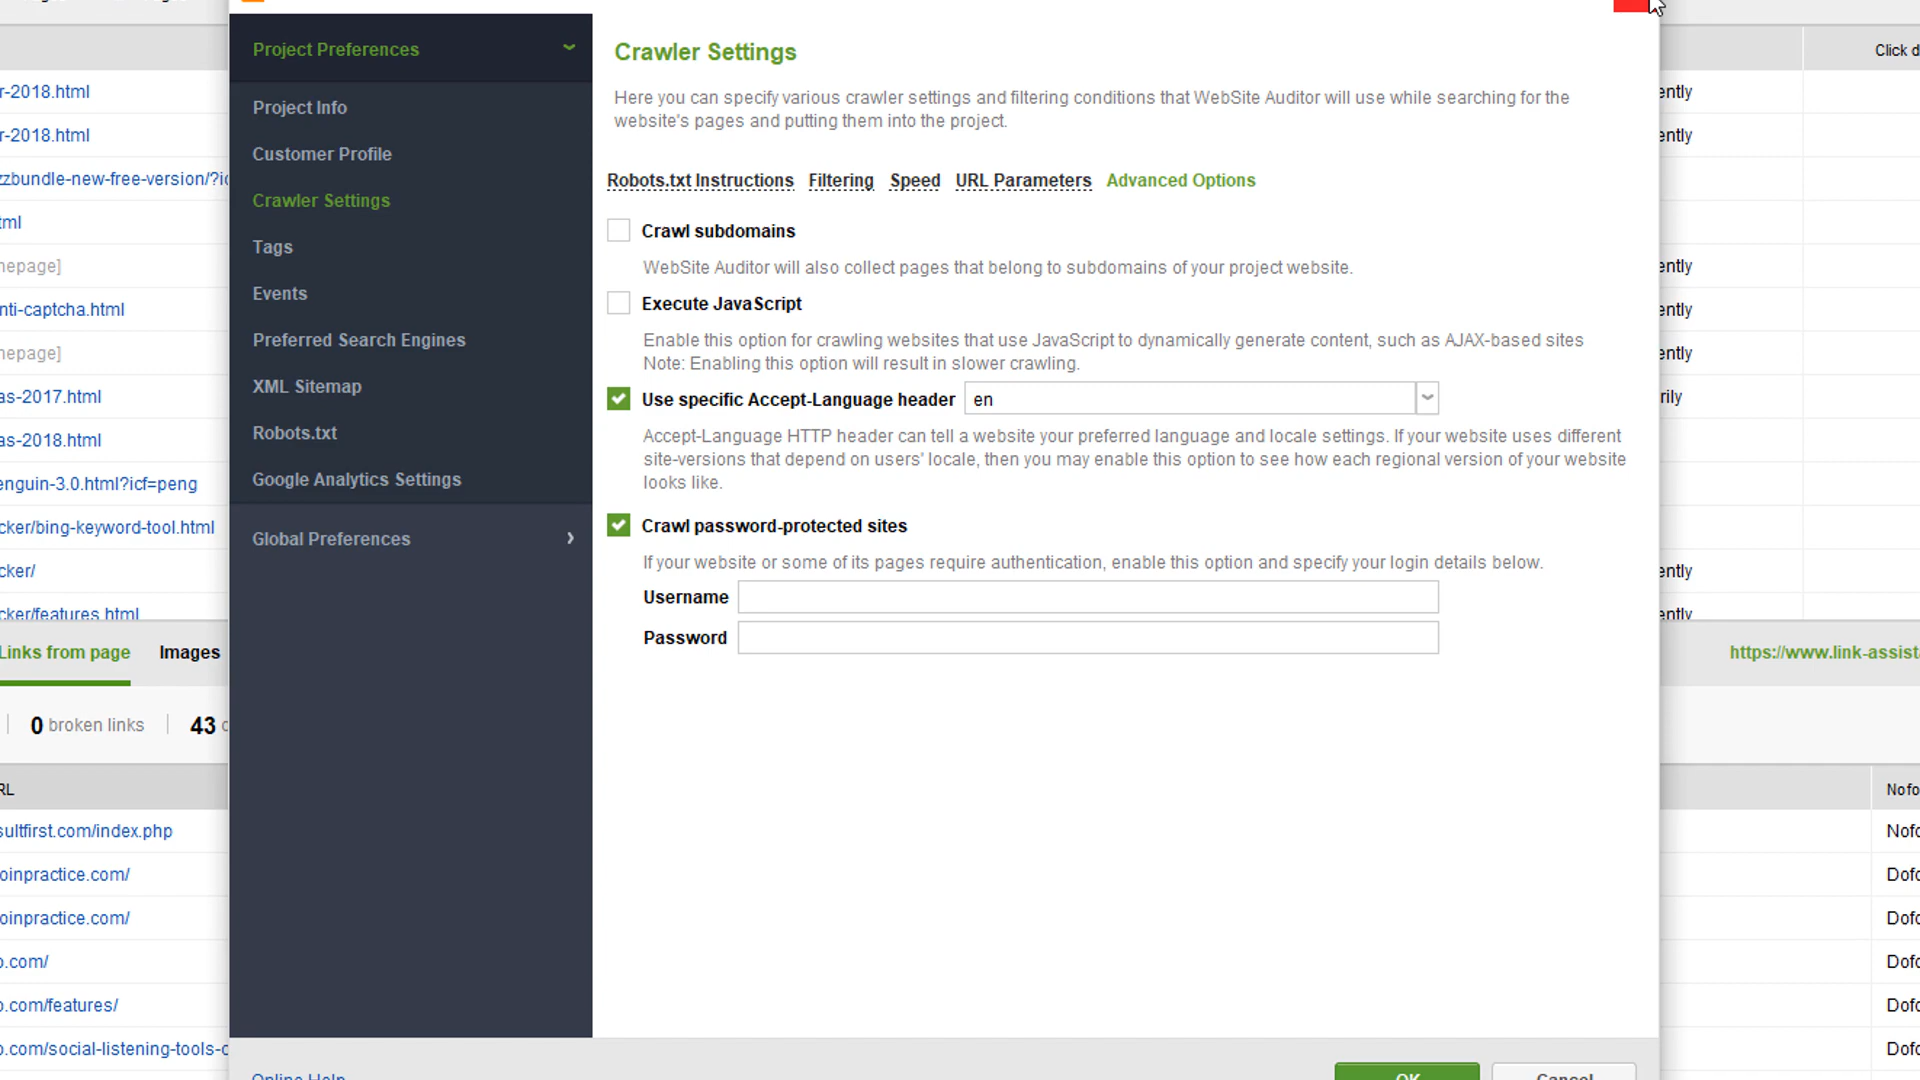 Click d
r-2018.html
ently
r-2018.html
ently
zzbundle-new-free-version/?ic
tml
nepage]
ently
nti-captcha.html
ently
nepage]
ently
as-2017.html
rily
as-2018.html
enguin-3.0.html?icf=peng
cker/bing-keyword-tool.html
cker/
ently
cker/features.html
ently
Links from page Images
https://www.link-assista
0 broken links 43
RL
Nofo
sultfirst.com/index.php
Nofo
oinpractice.com/
Dofo
oinpractice.com/
Dofo
o.com/
Dofo
o.com/features/
Dofo
o.com/social-listening-tools-c
Dofo
Project Preferences
Project Info
Customer Profile
Crawler Settings
Tags
Events
Preferred Search Engines
XML Sitemap
Robots.txt
Google Analytics Settings
Global Preferences
Crawler Settings
Here you can specify various crawler settings and filtering conditions that WebSite Auditor will use while searching for the
website's pages and putting them into the project.
Robots.txt Instructions Filtering Speed URL Parameters Advanced Options
Crawl subdomains
WebSite Auditor will also collect pages that belong to subdomains of your project website.
Execute JavaScript
Enable this option for crawling websites that use JavaScript to dynamically generate content, such as AJAX-based sites
Note: Enabling this option will result in slower crawling.
Use specific Accept-Language header en
Accept-Language HTTP header can tell a website your preferred language and locale settings. If your website uses different
site-versions that depend on users' locale, then you may enable this option to see how each regional version of your website
looks like.
Crawl password-protected sites
If your website or some of its pages require authentication, enable this option and specify your login details below.
Username
Password
Online Help
OK
Cancel